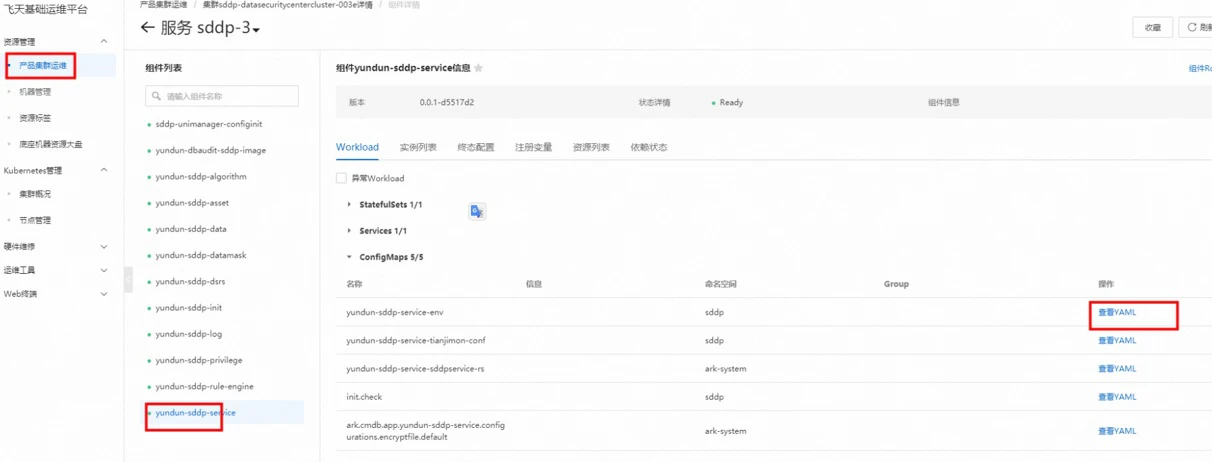 飞天基础运维平台
产品集群运维 / 集群sddp-datasecuritycentercluster-003e详情 / 组件详情
← 服务 sddp-3
收藏
刷新
资源管理
产品集群运维
机器管理
资源标签
底座机器资源大盘
Kubernetes管理
集群概况
节点管理
硬件维修
运维工具
Web终端
组件列表
请输入组件名称
sddp-unimanager-configinit
yundun-dbaudit-sddp-image
yundun-sddp-algorithm
yundun-sddp-asset
yundun-sddp-data
yundun-sddp-datamask
yundun-sddp-dsrs
yundun-sddp-init
yundun-sddp-log
yundun-sddp-privilege
yundun-sddp-rule-engine
yundun-sddp-service
组件yundun-sddp-service信息
组件Re
版本 0.0.1-d5517d2 状态详情 Ready 组件信息
Workload 实例列表 终态配置 注册变量 资源列表 依赖状态
异常Workload
StatefulSets 1/1
Services 1/1
ConfigMaps 5/5
名称 信息 命名空间 Group 操作
yundun-sddp-service-env sddp 查看YAML
yundun-sddp-service-tianjimon-conf sddp 查看YAML
yundun-sddp-service-sddpservice-rs ark-system 查看YAML
init.check sddp 查看YAML
ark.cmdb.app.yundun-sddp-service.config
urations.encryptfile.default ark-system 查看YAML